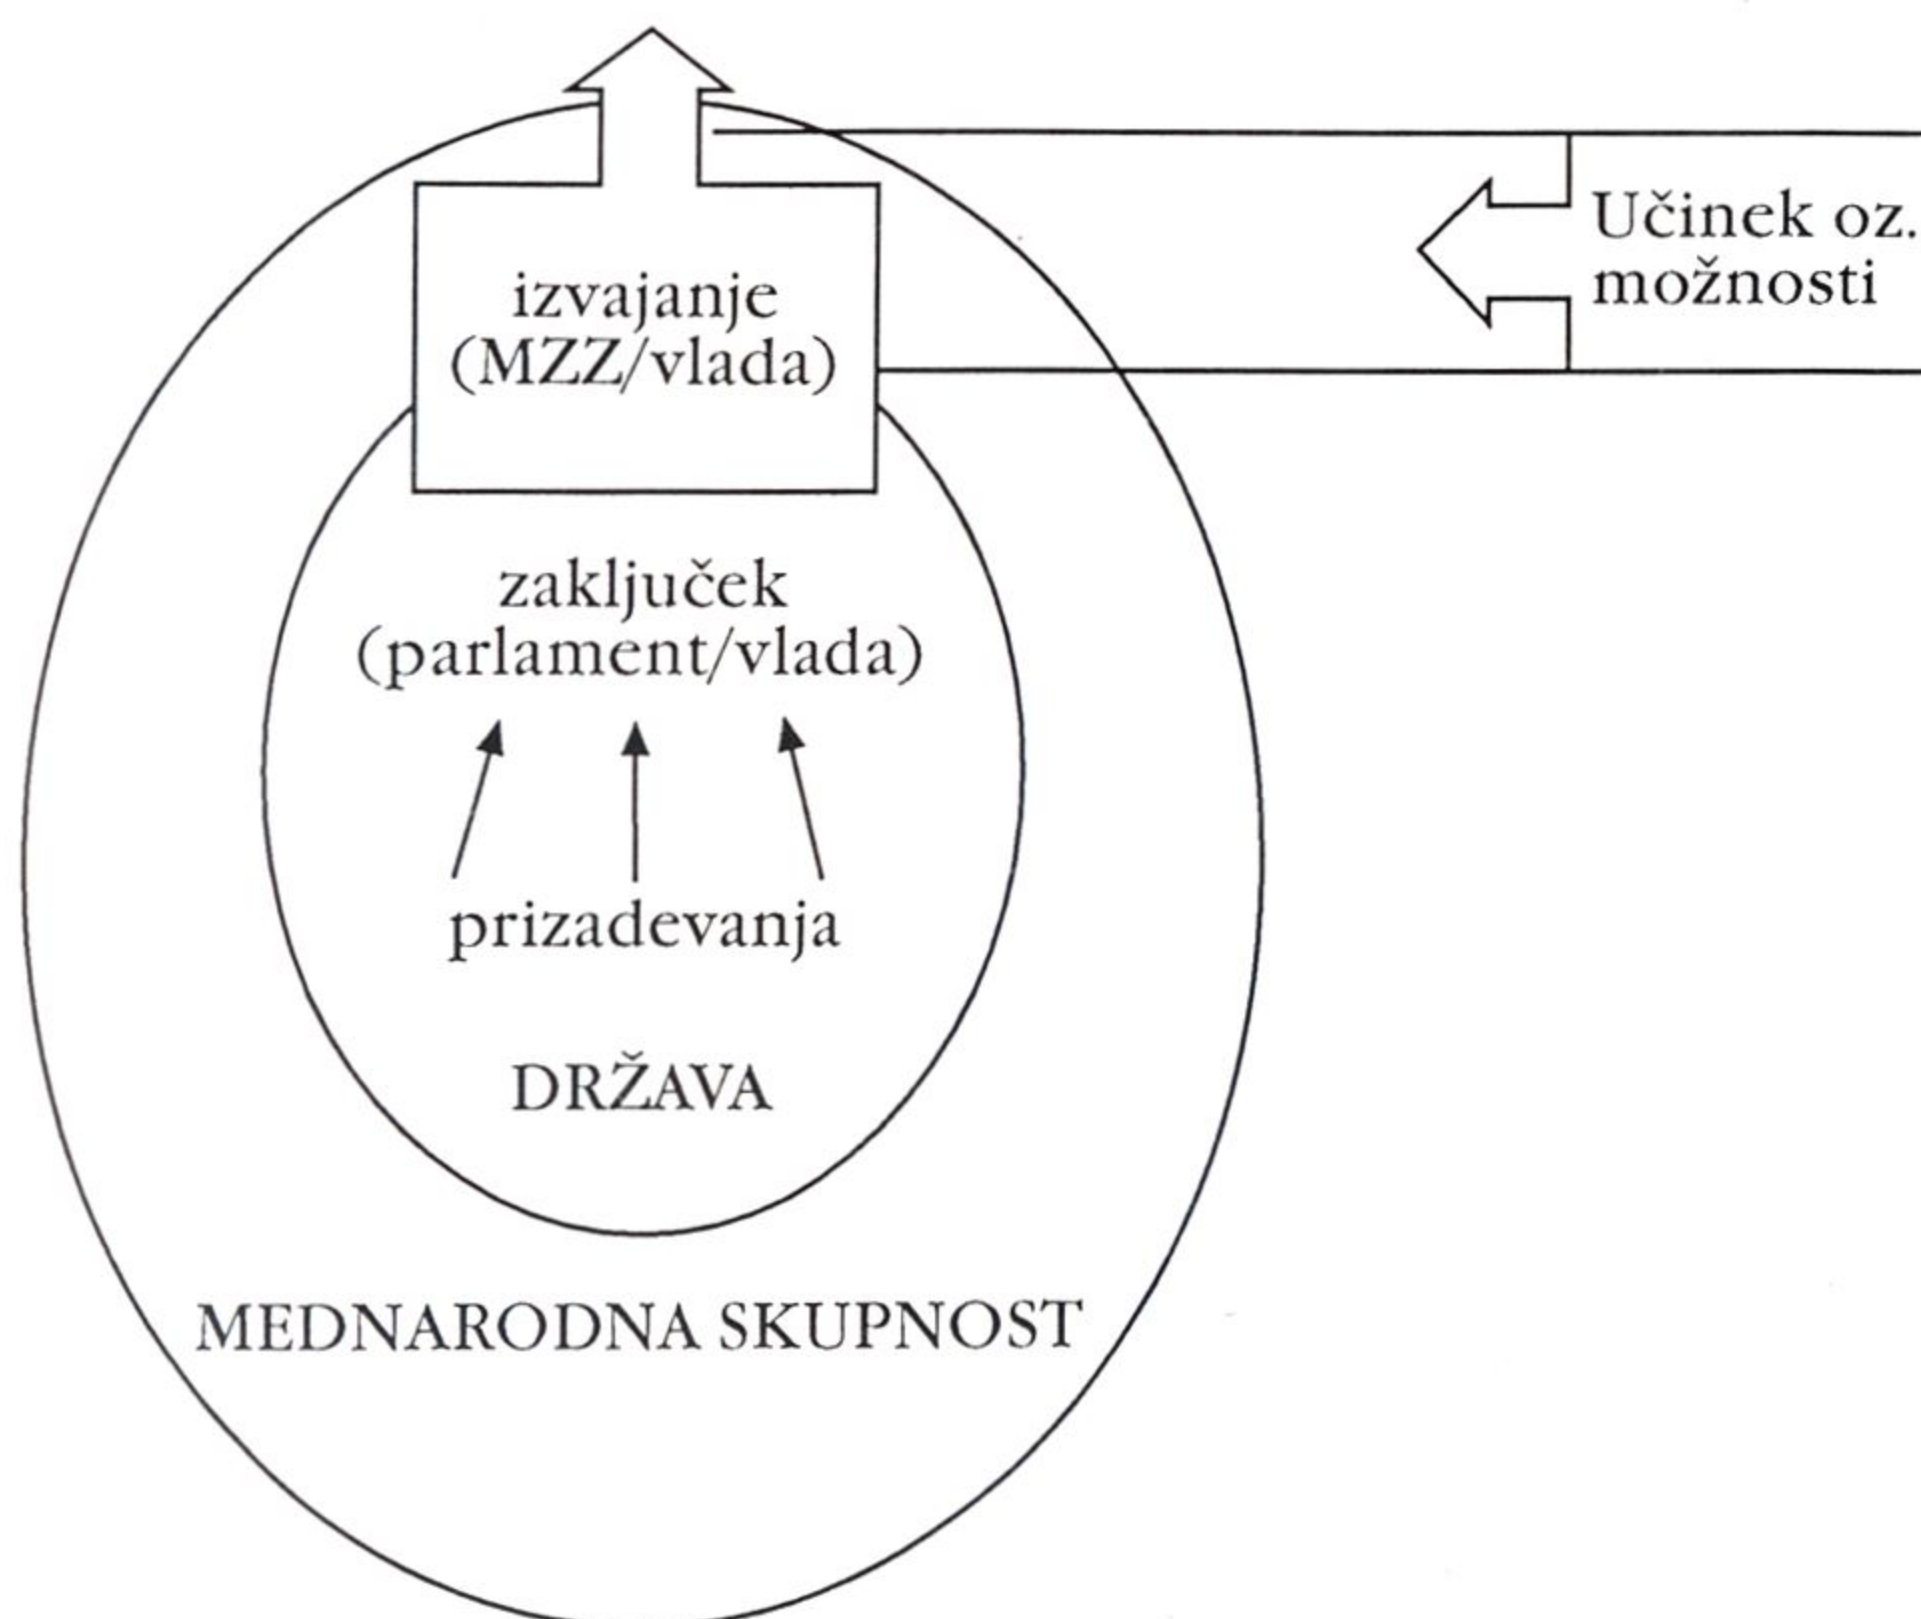 Učinek oz.
možnosti
izvajanje
(MZZ/vlada)
zaključek
(parlament/vlada)
prizadevanja
DRŽAVA
MEDNARODNA SKUPNOST